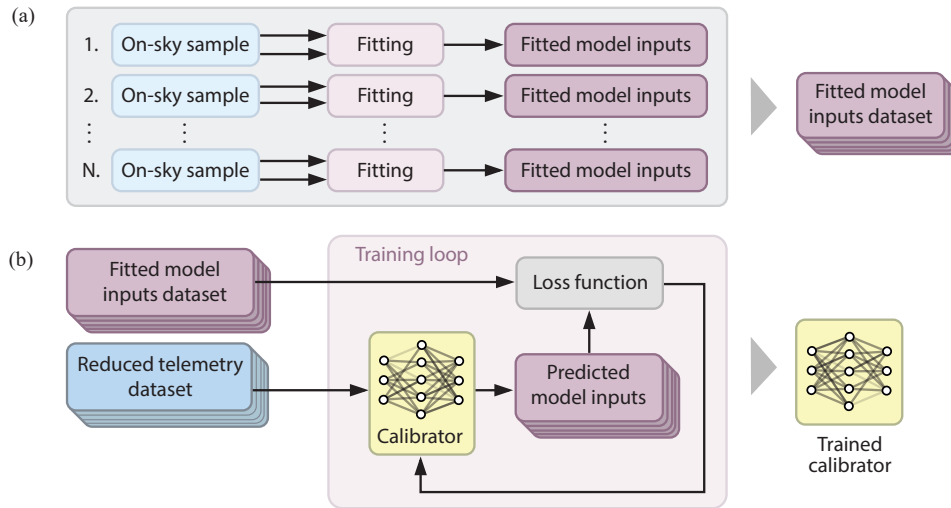 (a)
1. On-sky sample Fitting Fitted model inputs
2. On-sky sample Fitting Fitted model inputs
N. On-sky sample Fitting Fitted model inputs
Fitted model
inputs dataset
(b)
Fitted model
inputs dataset
Reduced telemetry
dataset
Training loop
Loss function
Calibrator
Predicted
model inputs
Trained
calibrator